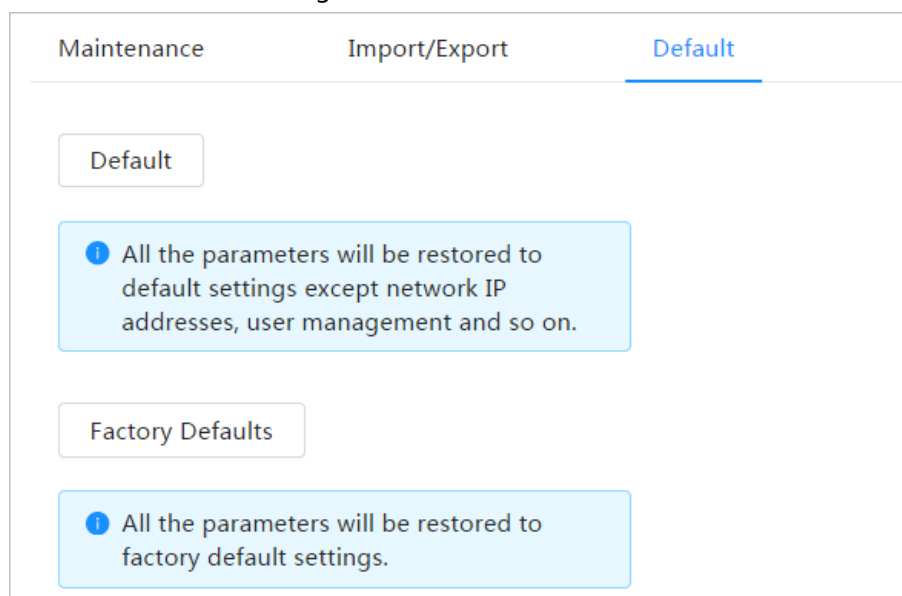 Maintenance Import/Export Default
Default
All the parameters will be restored to
default settings except network IP
addresses, user management and so on.
Factory Defaults
All the parameters will be restored to
factory default settings.